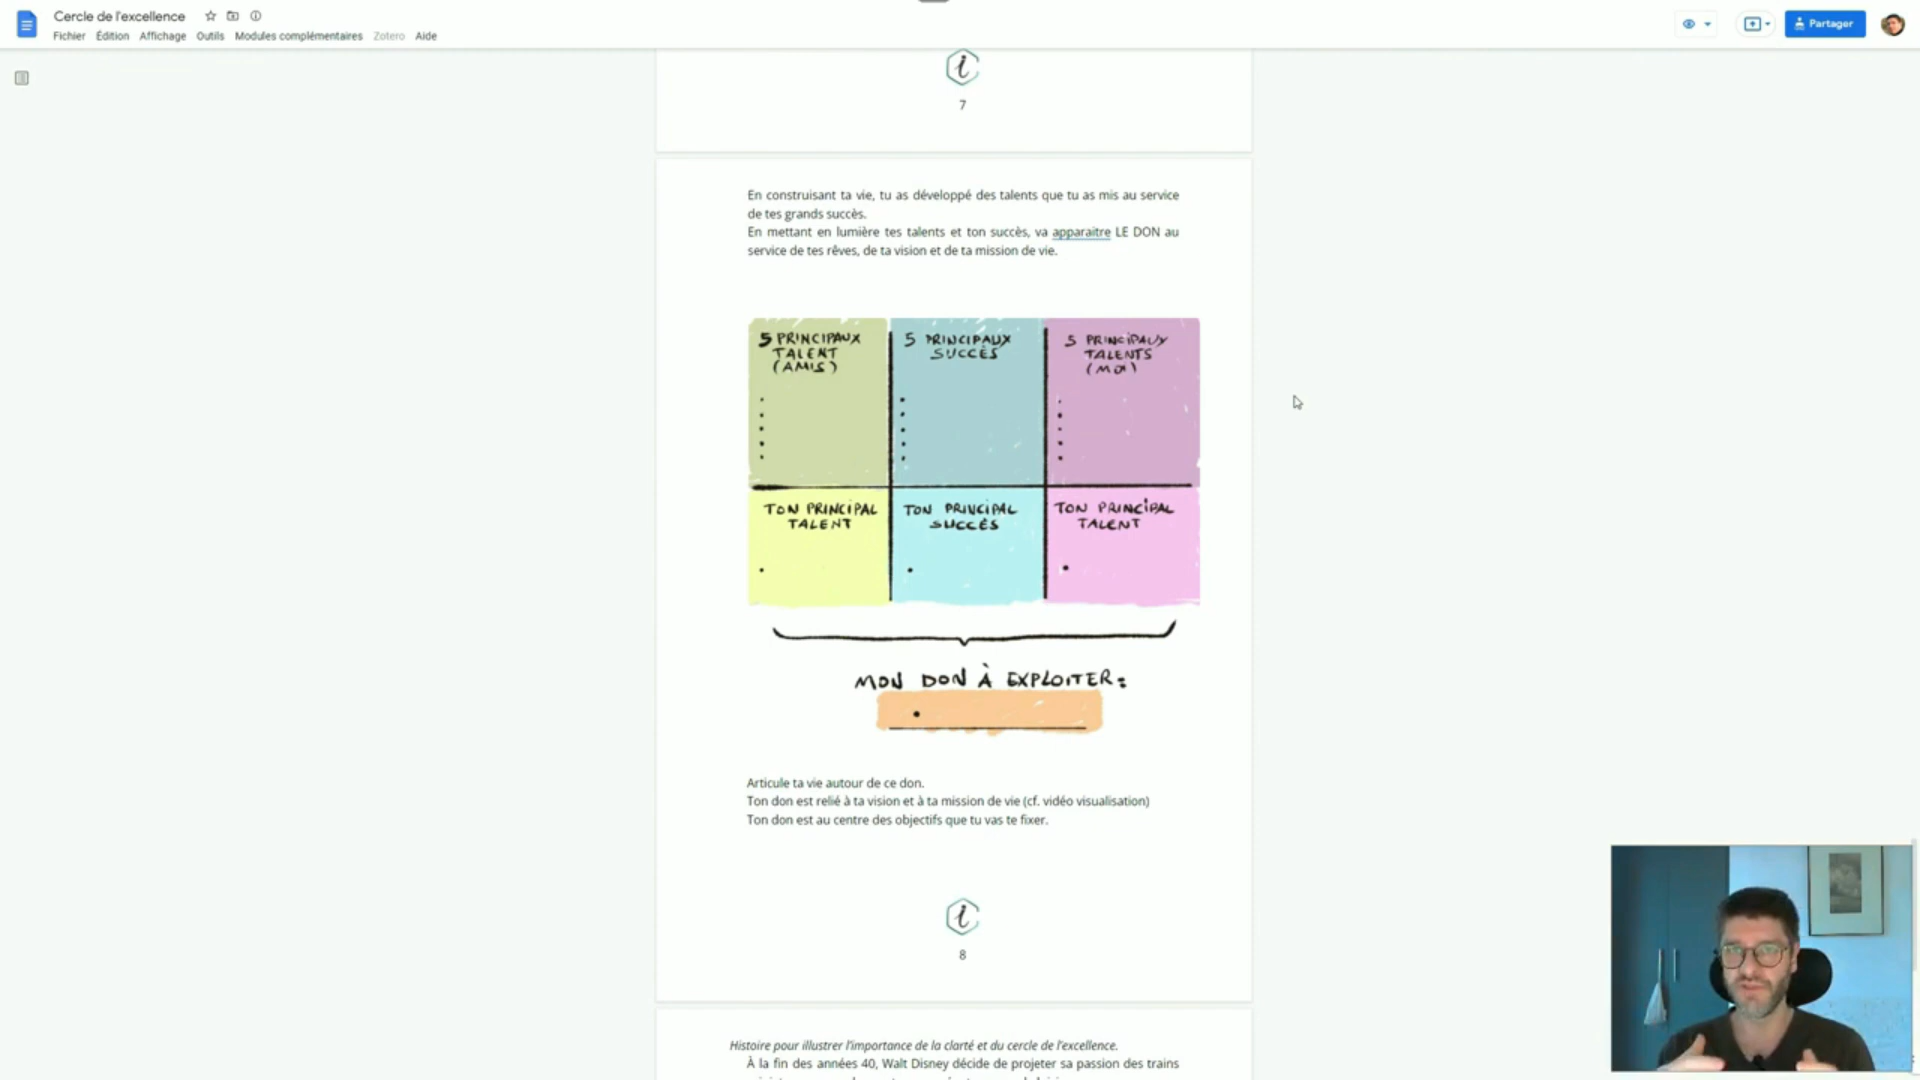 Cercle de l'excellence
Fichier Édition Affichage Outils Modules complémentaires Zotero Aide
Partager
i
7
En construisant ta vie, tu as développé des talents que tu as mis au service
de tes grands succès.
En mettant en lumière tes talents et ton succès, va apparaitre LE DON au
service de tes rêves, de ta vision et de ta mission de vie.
5 PRINCIPAUX
TALENT
(AMIS)
5 PRINCIPAUX
SUCCÈS
5 PRINCIPAUX
TALENTS
(MOI)
TON PRINCIPAL
TALENT
TON PRINCIPAL
SUCCÈS
TON PRINCIPAL
TALENT
MON DON À EXPLOITER :
Articule ta vie autour de ce don.
Ton don est relié à ta vision et à ta mission de vie (cf. vidéo visualisation)
Ton don est au centre des objectifs que tu vas te fixer.
i
8
Histoire pour illustrer l'importance de la clarté et du cercle de l'excellence.
À la fin des années 40, Walt Disney décide de projeter sa passion des trains